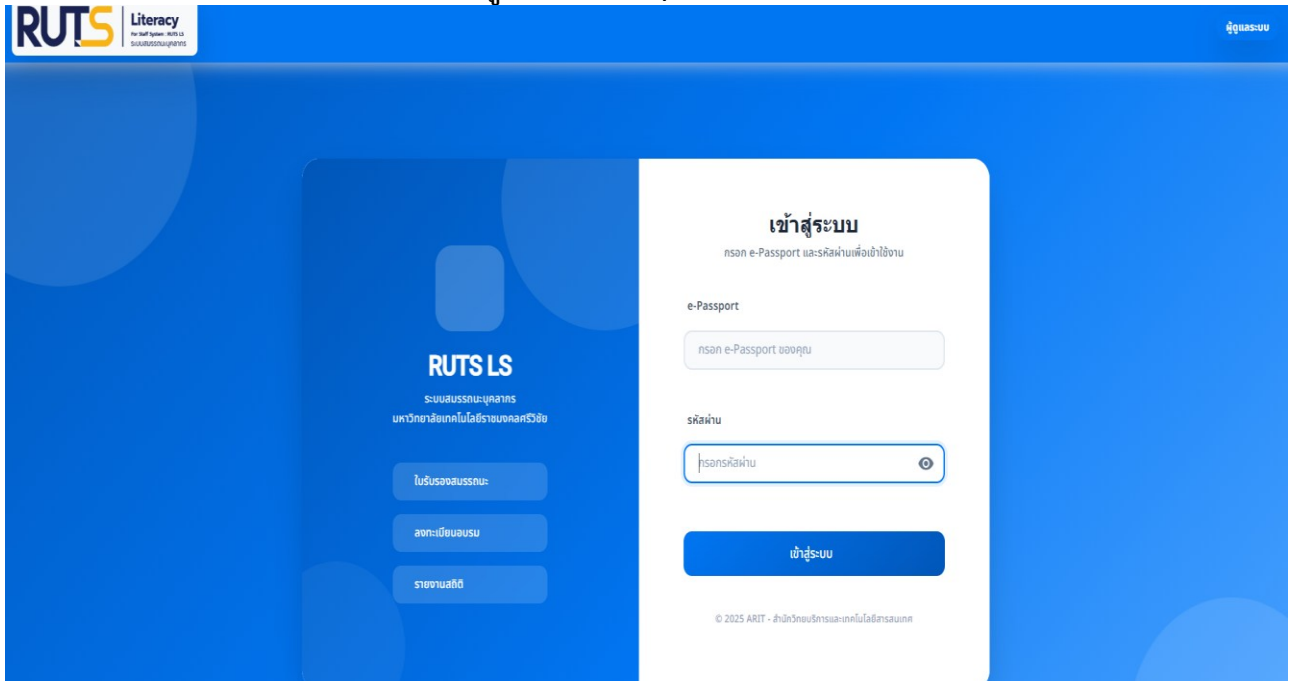 RUTS
Literacy
For Staff System : RUTS LS
ระบบสมรรถนะบุคลากร
ผู้ดูแลระบบ
RUTS LS
ระบบสมรรถนะบุคลากร
มหาวิทยาลัยเทคโนโลยีราชมงคลศรีวิชัย
ใบรับรองสมรรถนะ
ลงทะเบียนอบรม
รายงานสถิติ
เข้าสู่ระบบ
กรอก e-Passport และรหัสผ่านเพื่อเข้าใช้งาน
e-Passport
กรอก e-Passport ของคุณ
รหัสผ่าน
กรอกรหัสผ่าน
เข้าสู่ระบบ
© 2025 ARIT - สำนักวิทยบริการและเทคโนโลยีสารสนเทศ